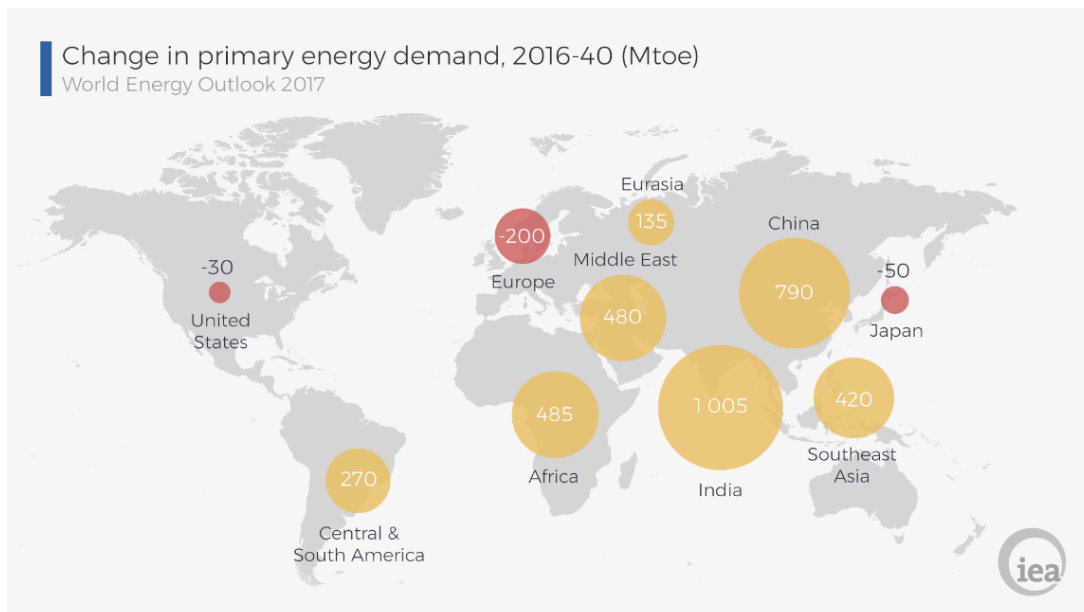 Change in primary energy demand, 2016-40 (Mtoe)
World Energy Outlook 2017
Eurasia
135
-200
Europe
Middle East
480
China
790
-50
Japan
-30
United
States
485
Africa
1 005
India
420
Southeast
Asia
270
Central &
South America
iea